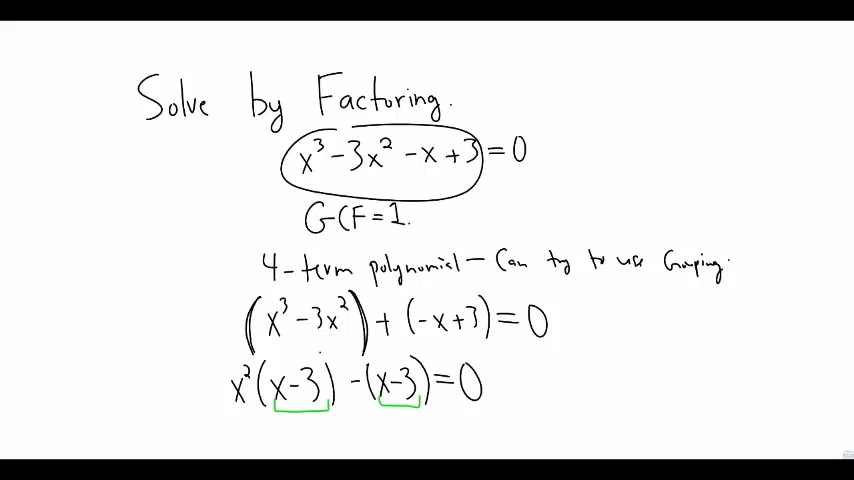 Solve by Factoring.
x³ - 3x² - x + 3 = 0
GCF = 1.
4-term polynomial - Can try to use Grouping.
(x³ - 3x²) + (-x + 3) = 0
x²(x - 3) - (x - 3) = 0